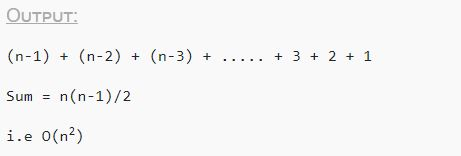 OUTPUT:
(n-1) + (n-2) + (n-3) + ..... + 3 + 2 + 1
Sum = n(n-1)/2
i.e O(n²)